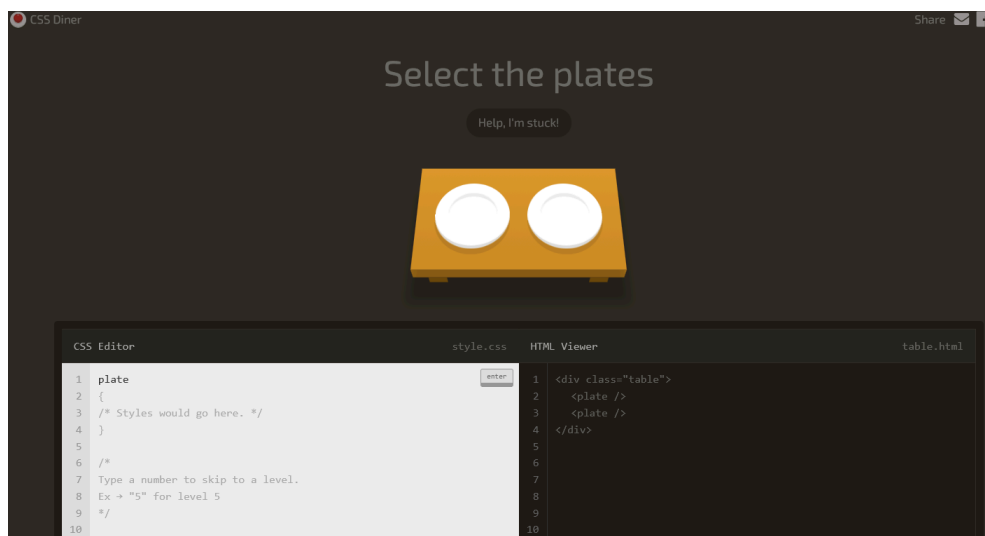 CSS Diner
Share
Select the plates
Help, I'm stuck!
CSS Editor
style.css
1 plate
enter
2 {
3 /* Styles would go here. */
4 }
5
6 /*
7 Type a number to skip to a level.
8 Ex → "5" for level 5
9 */
10
HTML Viewer
table.html
1 <div class="table">
2 <plate />
3 <plate />
4 </div>
5
6
7
8
9
10